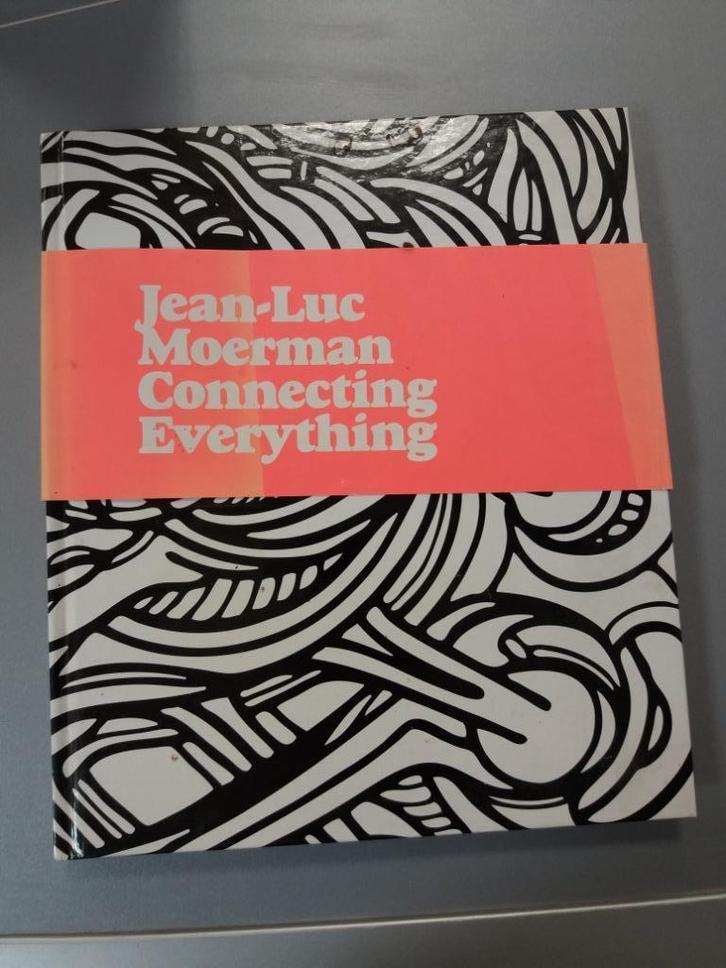 Jean-Luc
Moerman
Connecting
Everything